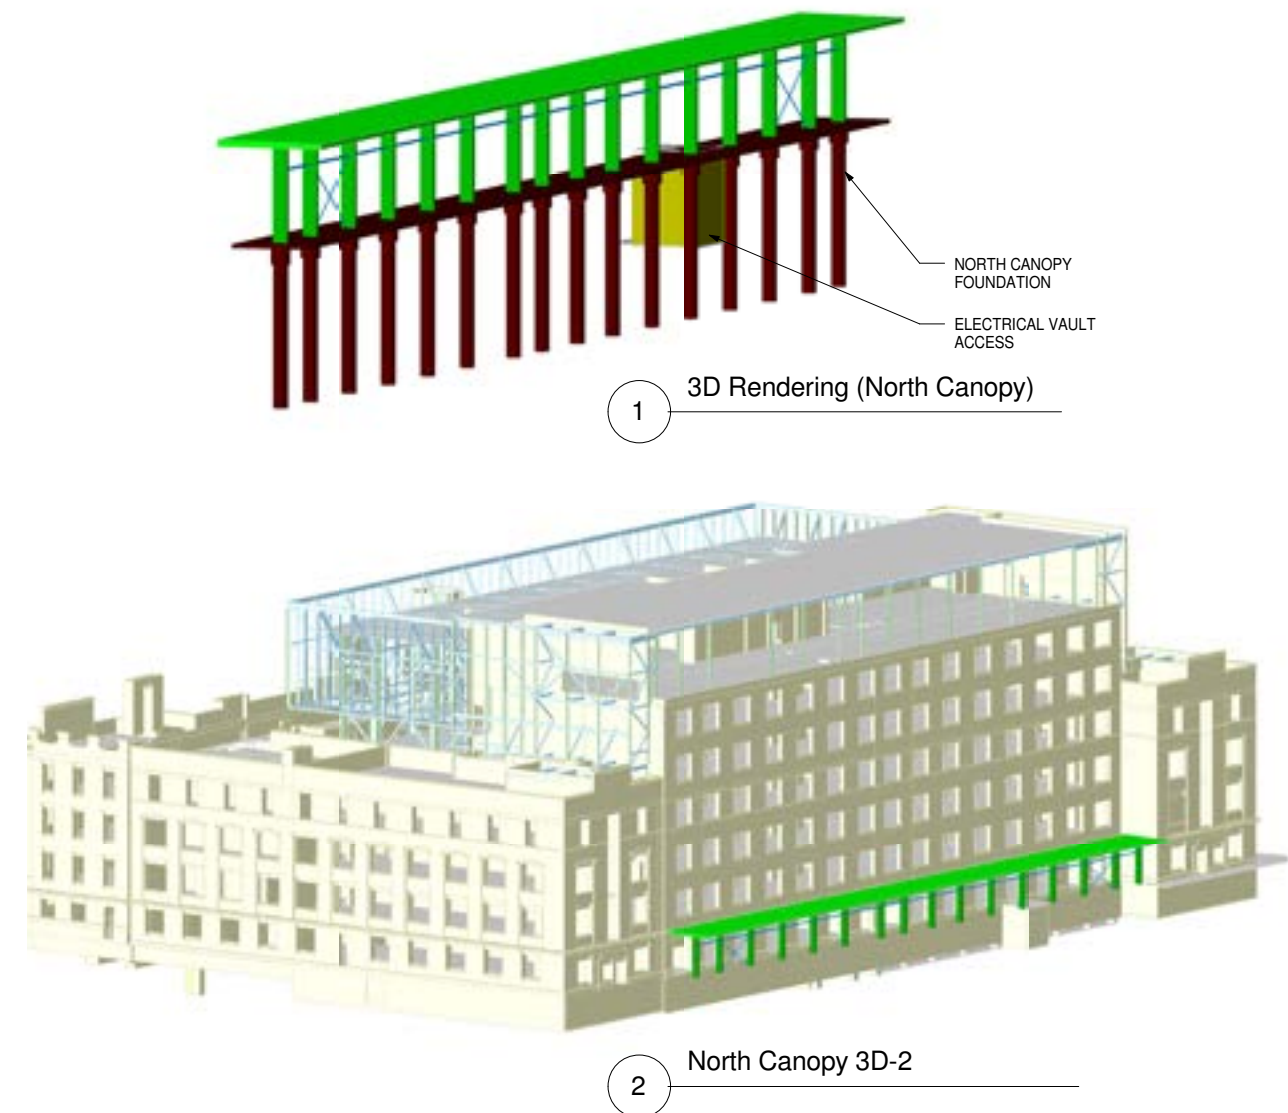 NORTH CANOPY
FOUNDATION
ELECTRICAL VAULT
ACCESS
1
3D Rendering (North Canopy)
2
North Canopy 3D-2